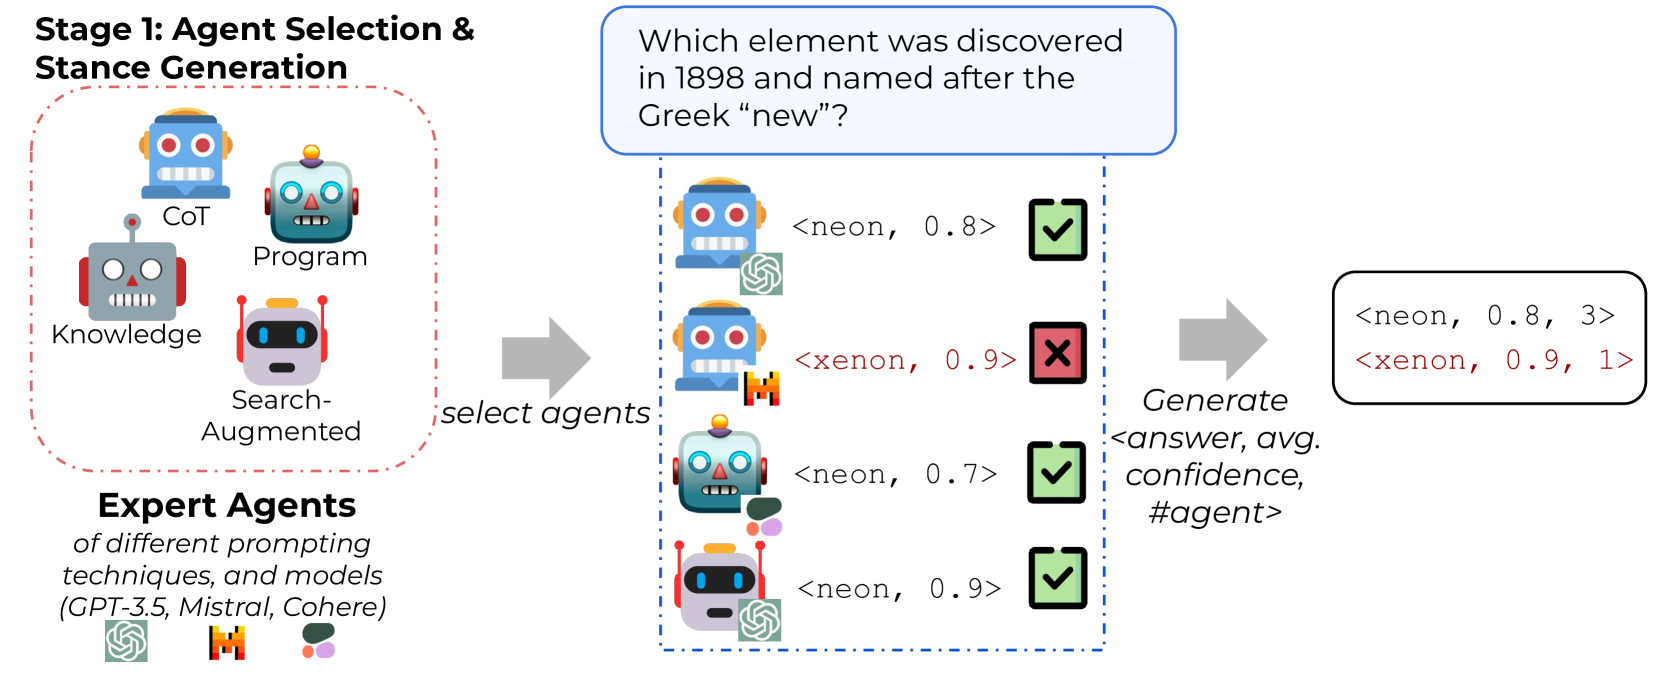 Stage 1: Agent Selection &
Stance Generation
CoT
Program
Knowledge
Search-
Augmented
Expert Agents
of different prompting
techniques, and models
(GPT-3.5, Mistral, Cohere)
select agents
Which element was discovered
in 1898 and named after the
Greek “new”?
<neon, 0.8>
<xenon, 0.9>
<neon, 0.7>
<neon, 0.9>
Generate
<answer, avg.
confidence,
#agent>
<neon, 0.8, 3>
<xenon, 0.9, 1>